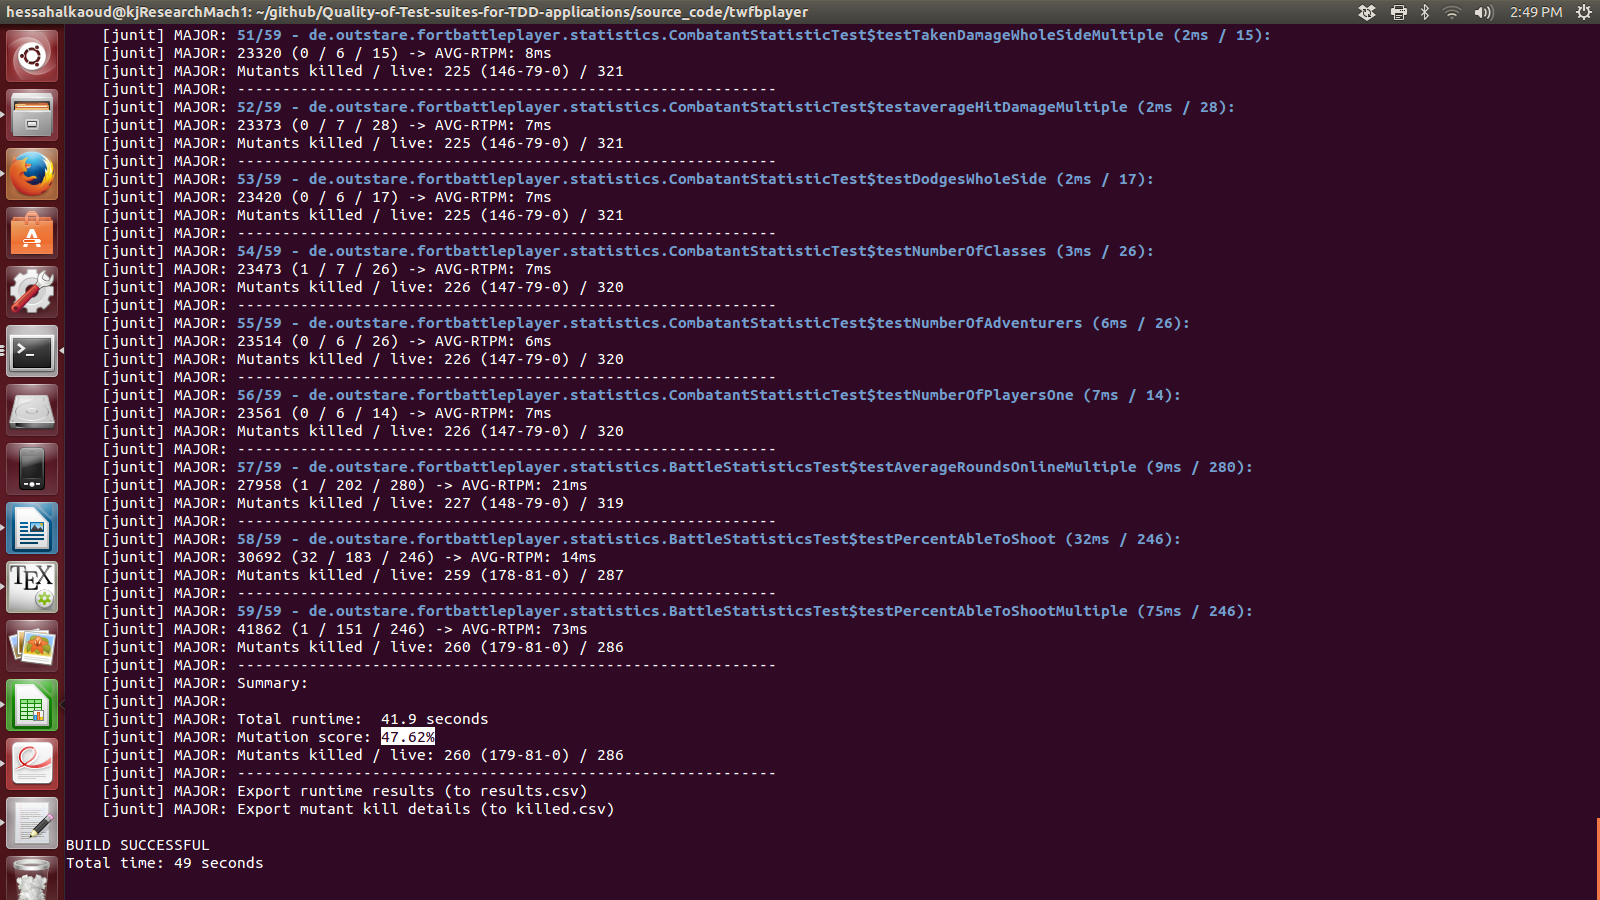 hessahalkaoud@kjResearchMach1: ~/github/Quality-of-Test-suites-for-TDD-applications/source_code/twfbplayer
2:49 PM
[junit] MAJOR: 51/59 - de.outstare.fortbattleplayer.statistics.CombatantStatisticTest$testTakenDamageWholeSideMultiple (2ms / 15):
[junit] MAJOR: 23320 (0 / 6 / 15) -> AVG-RTPM: 8ms
[junit] MAJOR: Mutants killed / live: 225 (146-79-0) / 321
[junit] MAJOR: ------------------------------------------------------------
[junit] MAJOR: 52/59 - de.outstare.fortbattleplayer.statistics.CombatantStatisticTest$testaverageHitDamageMultiple (2ms / 28):
[junit] MAJOR: 23373 (0 / 7 / 28) -> AVG-RTPM: 7ms
[junit] MAJOR: Mutants killed / live: 225 (146-79-0) / 321
[junit] MAJOR: ------------------------------------------------------------
[junit] MAJOR: 53/59 - de.outstare.fortbattleplayer.statistics.CombatantStatisticTest$testDodgesWholeSide (2ms / 17):
[junit] MAJOR: 23420 (0 / 6 / 17) -> AVG-RTPM: 7ms
[junit] MAJOR: Mutants killed / live: 225 (146-79-0) / 321
[junit] MAJOR: ------------------------------------------------------------
[junit] MAJOR: 54/59 - de.outstare.fortbattleplayer.statistics.CombatantStatisticTest$testNumberOfClasses (3ms / 26):
[junit] MAJOR: 23473 (1 / 7 / 26) -> AVG-RTPM: 7ms
[junit] MAJOR: Mutants killed / live: 226 (147-79-0) / 320
[junit] MAJOR: ------------------------------------------------------------
[junit] MAJOR: 55/59 - de.outstare.fortbattleplayer.statistics.CombatantStatisticTest$testNumberOfAdventurers (6ms / 26):
[junit] MAJOR: 23514 (0 / 6 / 26) -> AVG-RTPM: 6ms
[junit] MAJOR: Mutants killed / live: 226 (147-79-0) / 320
[junit] MAJOR: ------------------------------------------------------------
[junit] MAJOR: 56/59 - de.outstare.fortbattleplayer.statistics.CombatantStatisticTest$testNumberOfPlayersOne (7ms / 14):
[junit] MAJOR: 23561 (0 / 6 / 14) -> AVG-RTPM: 7ms
[junit] MAJOR: Mutants killed / live: 226 (147-79-0) / 320
[junit] MAJOR: ------------------------------------------------------------
[junit] MAJOR: 57/59 - de.outstare.fortbattleplayer.statistics.BattleStatisticsTest$testAverageRoundsOnlineMultiple (9ms / 280):
[junit] MAJOR: 27958 (1 / 202 / 280) -> AVG-RTPM: 21ms
[junit] MAJOR: Mutants killed / live: 227 (148-79-0) / 319
[junit] MAJOR: ------------------------------------------------------------
[junit] MAJOR: 58/59 - de.outstare.fortbattleplayer.statistics.BattleStatisticsTest$testPercentAbleToShoot (32ms / 246):
[junit] MAJOR: 30692 (32 / 183 / 246) -> AVG-RTPM: 14ms
[junit] MAJOR: Mutants killed / live: 259 (178-81-0) / 287
[junit] MAJOR: ------------------------------------------------------------
[junit] MAJOR: 59/59 - de.outstare.fortbattleplayer.statistics.BattleStatisticsTest$testPercentAbleToShootMultiple (75ms / 246):
[junit] MAJOR: 41862 (1 / 151 / 246) -> AVG-RTPM: 73ms
[junit] MAJOR: Mutants killed / live: 260 (179-81-0) / 286
[junit] MAJOR: ------------------------------------------------------------
[junit] MAJOR: Summary:
[junit] MAJOR:
[junit] MAJOR: Total runtime:  41.9 seconds
[junit] MAJOR: Mutation score: 47.62%
[junit] MAJOR: Mutants killed / live: 260 (179-81-0) / 286
[junit] MAJOR: ------------------------------------------------------------
[junit] MAJOR: Export runtime results (to results.csv)
[junit] MAJOR: Export mutant kill details (to killed.csv)
BUILD SUCCESSFUL
Total time: 49 seconds
TEX